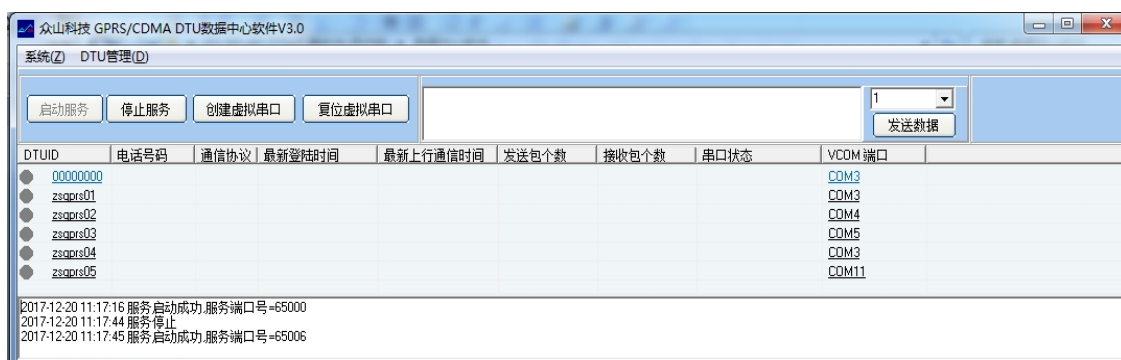 众山科技 GPRS/CDMA DTU数据中心软件V3.0
系统(Z) DTU管理(D)
启动服务 停止服务 创建虚拟串口 复位虚拟串口 1
发送数据
DTUID 电话号码 通信协议 最新登陆时间 最新上行通信时间 发送包个数 接收包个数 串口状态 VCOM 端口
00000000 COM3
zsgprs01 COM3
zsgprs02 COM4
zsgprs03 COM5
zsgprs04 COM3
zsgprs05 COM11
2017-12-20 11:17:16 服务启动成功,服务端口号=65000
2017-12-20 11:17:44 服务停止
2017-12-20 11:17:45 服务启动成功,服务端口号=65006